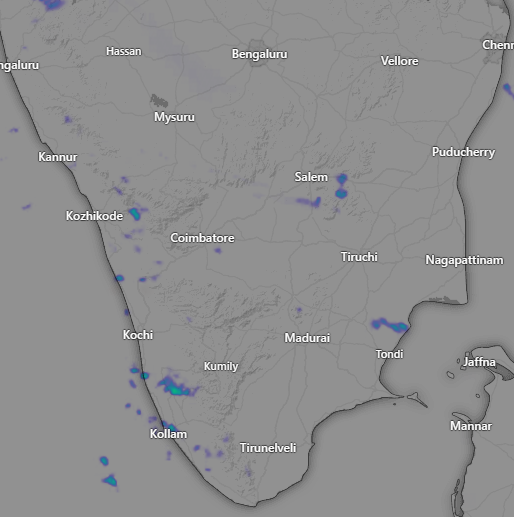 Hassan
Bengaluru
Chenn
ngaluru
Vellore
Mysuru
Kannur
Puducherry
Salem
Kozhikode
Coimbatore
Tiruchi
Nagapattinam
Kochi
Madurai
Tondi
Kumily
Jaffna
Mannar
Kollam
Tirunelveli